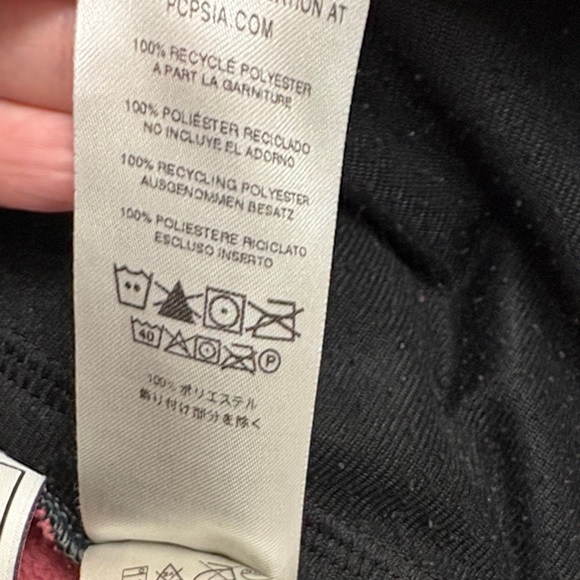 AT
PCPSIA.COM
100% RECYCLÉ POLYESTER
A PART LA GARNITURE
100% POLIÉSTER RECICLADO
NO INCLUYE EL ADORNO
100% RECYCLING POLYESTER
AUSGENOMMEN BESATZ
100% POLIESTERE RICICLATO
ESCLUSO INSERTO
40 P
100% ポリエステル
飾り付け部分を除く